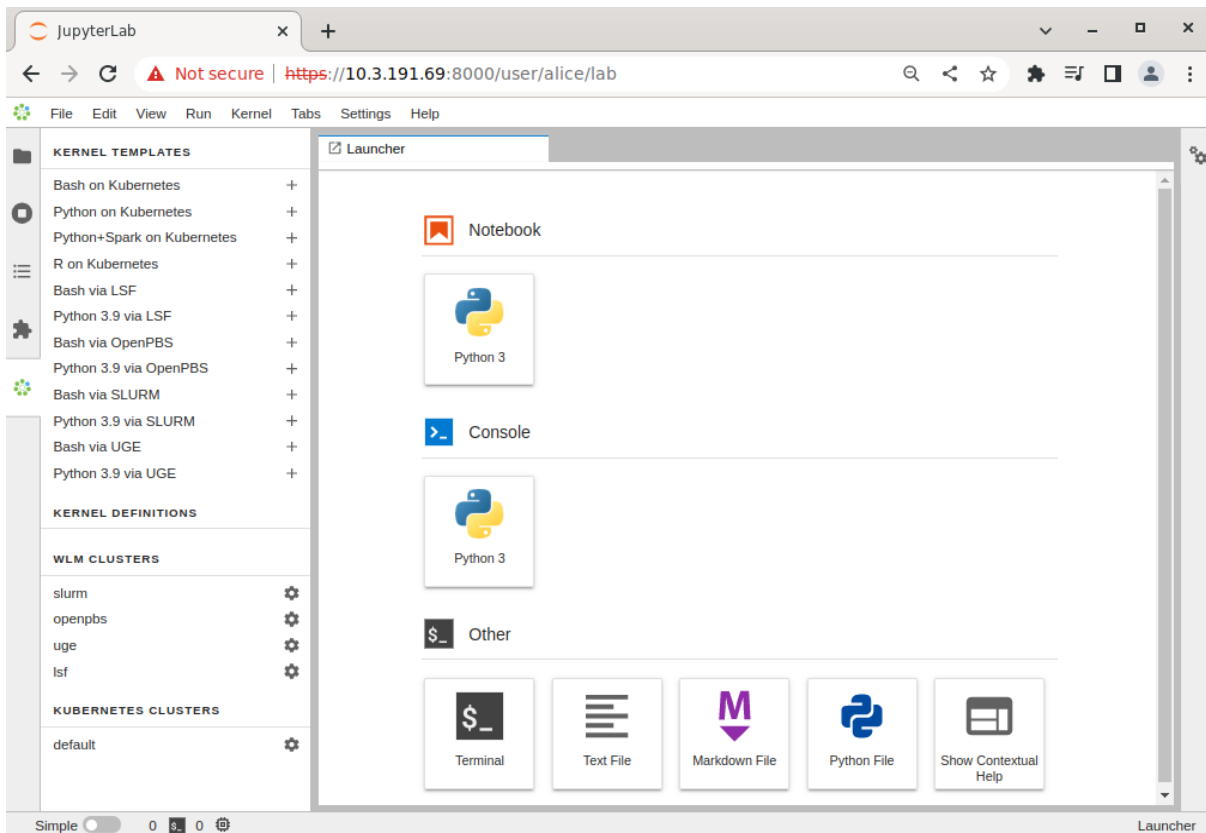 JupyterLab
Not secure https://10.3.191.69:8000/user/alice/lab
File Edit View Run Kernel Tabs Settings Help
KERNEL TEMPLATES
Bash on Kubernetes
Python on Kubernetes
Python+Spark on Kubernetes
R on Kubernetes
Bash via LSF
Python 3.9 via LSF
Bash via OpenPBS
Python 3.9 via OpenPBS
Bash via SLURM
Python 3.9 via SLURM
Bash via UGE
Python 3.9 via UGE
KERNEL DEFINITIONS
WLM CLUSTERS
slurm
openpbs
uge
lsf
KUBERNETES CLUSTERS
default
Launcher
Notebook
Python 3
Console
Python 3
$_ Other
$_
Terminal
Text File
M
Markdown File
Python File
Show Contextual
Help
Simple 0 $_ 0
Launcher